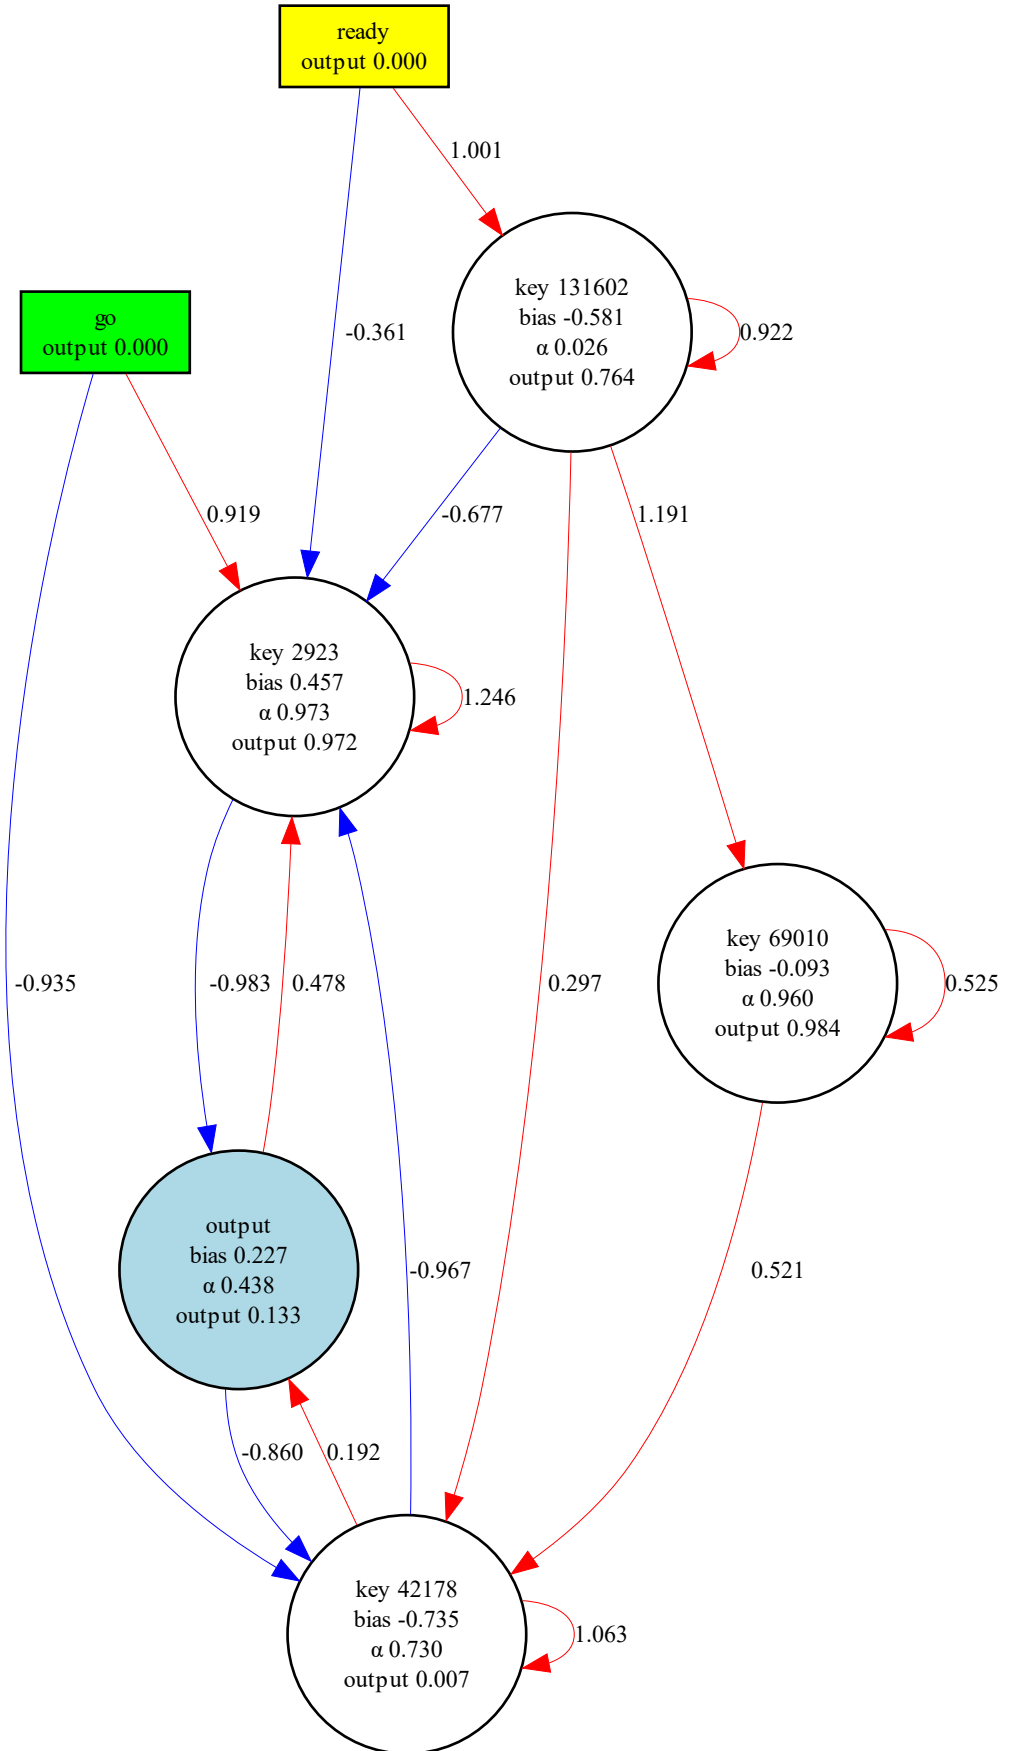 ready
output 0.000
1.001
key 131602
bias -0.581
α 0.026
output 0.764
0.922
go
output 0.000
-0.361
0.919
-0.677
1.191
key 2923
bias 0.457
α 0.973
output 0.972
1.246
key 69010
bias -0.093
α 0.960
output 0.984
0.525
-0.935
-0.983
0.478
0.297
output
bias 0.227
α 0.438
output 0.133
-0.967
0.521
-0.860
0.192
key 42178
bias -0.735
α 0.730
output 0.007
1.063